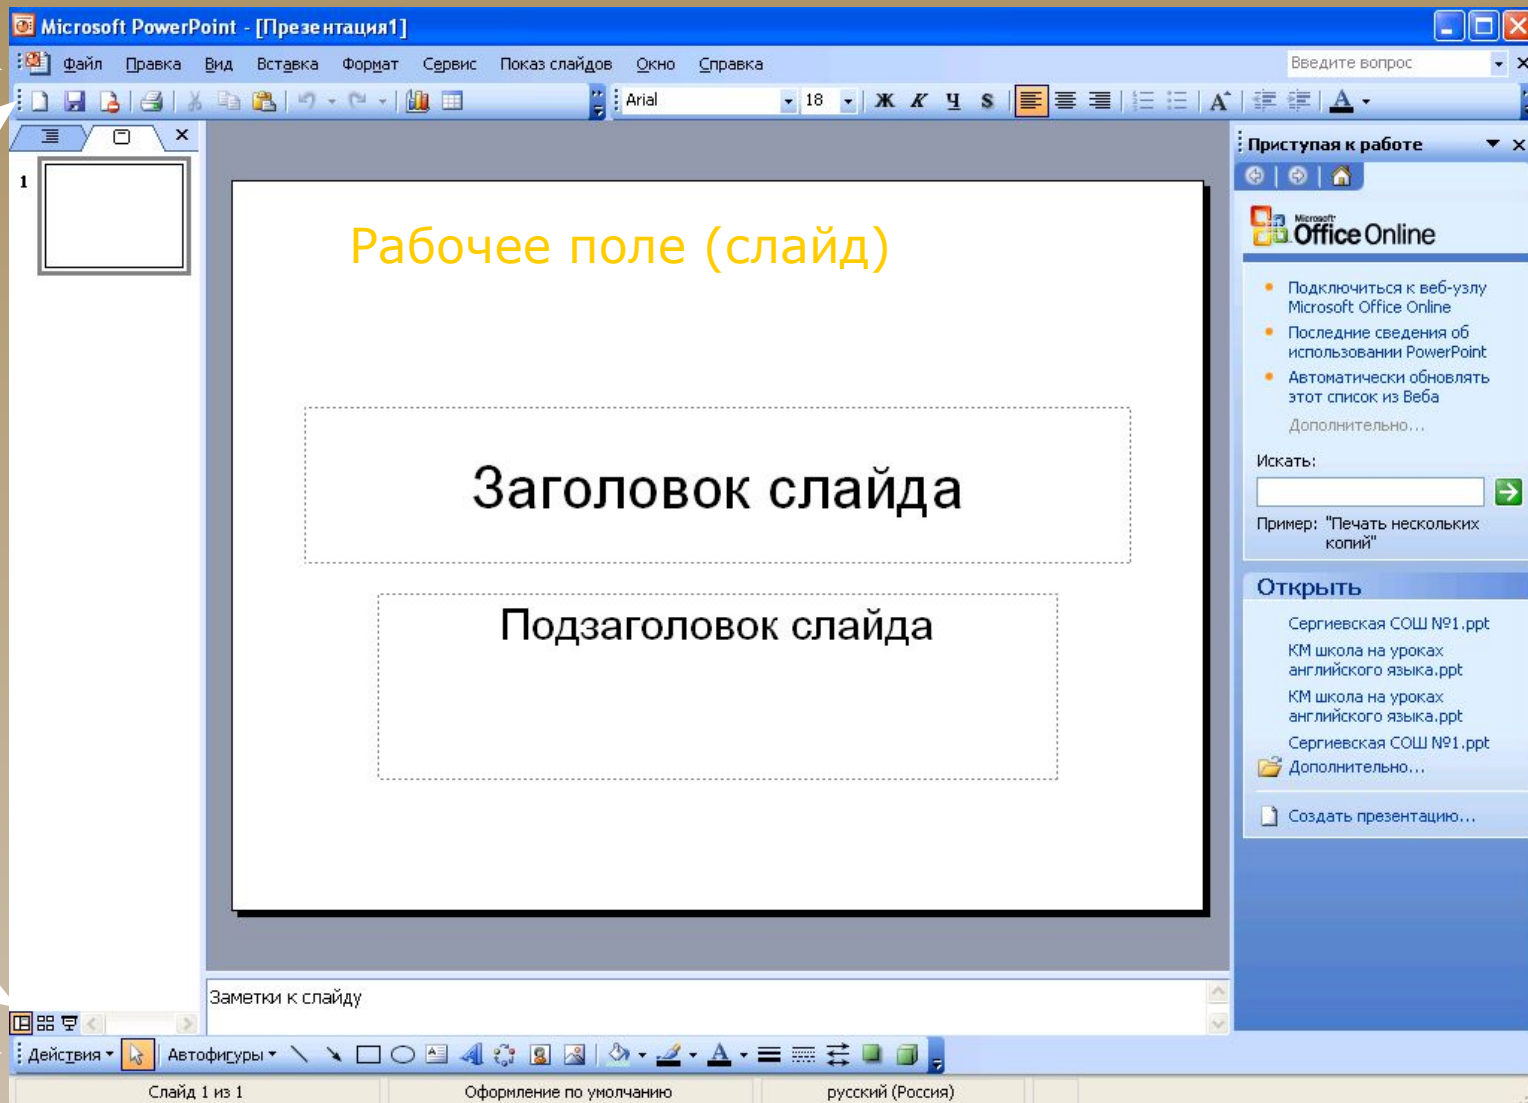 Microsoft PowerPoint - [Презентация1]
Файл Правка Вид Вставка Формат Сервис Показ слайдов Окно Справка
Введите вопрос
Arial 18 Ж К Ч S
Приступая к работе
1
Рабочее поле (слайд)
Microsoft
Office Online
Подключиться к веб-узлу
Microsoft Office Online
Последние сведения об
использовании PowerPoint
Автоматически обновлять
этот список из Веба
Дополнительно...
Искать:
Пример: "Печать нескольких
копий"
Заголовок слайда
Подзаголовок слайда
Открыть
Сергиевская СОШ №1.ppt
КМ школа на уроках
английского языка.ppt
КМ школа на уроках
английского языка.ppt
Сергиевская СОШ №1.ppt
Дополнительно...
Создать презентацию...
Заметки к слайду
Действия Автофигуры
Слайд 1 из 1
Оформление по умолчанию
русский (Россия)